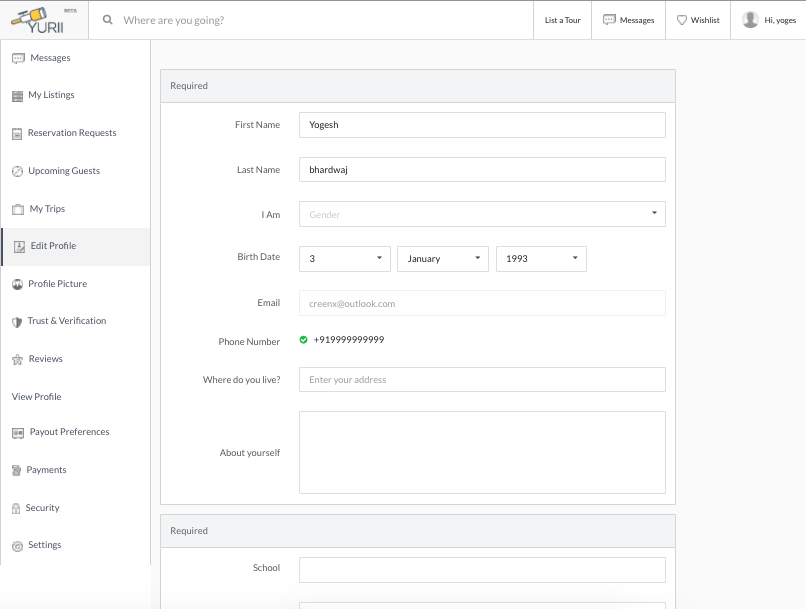 YURII BETA
Where are you going?
List a Tour
Messages
Wishlist
Hi, yoges
Messages
My Listings
Reservation Requests
Upcoming Guests
My Trips
Edit Profile
Profile Picture
Trust & Verification
Reviews
View Profile
Payout Preferences
Payments
Security
Settings
Required
First Name Yogesh
Last Name bhardwaj
I Am Gender
Birth Date 3 January 1993
Email creenx@outlook.com
Phone Number +919999999999
Where do you live? Enter your address
About yourself
Required
School